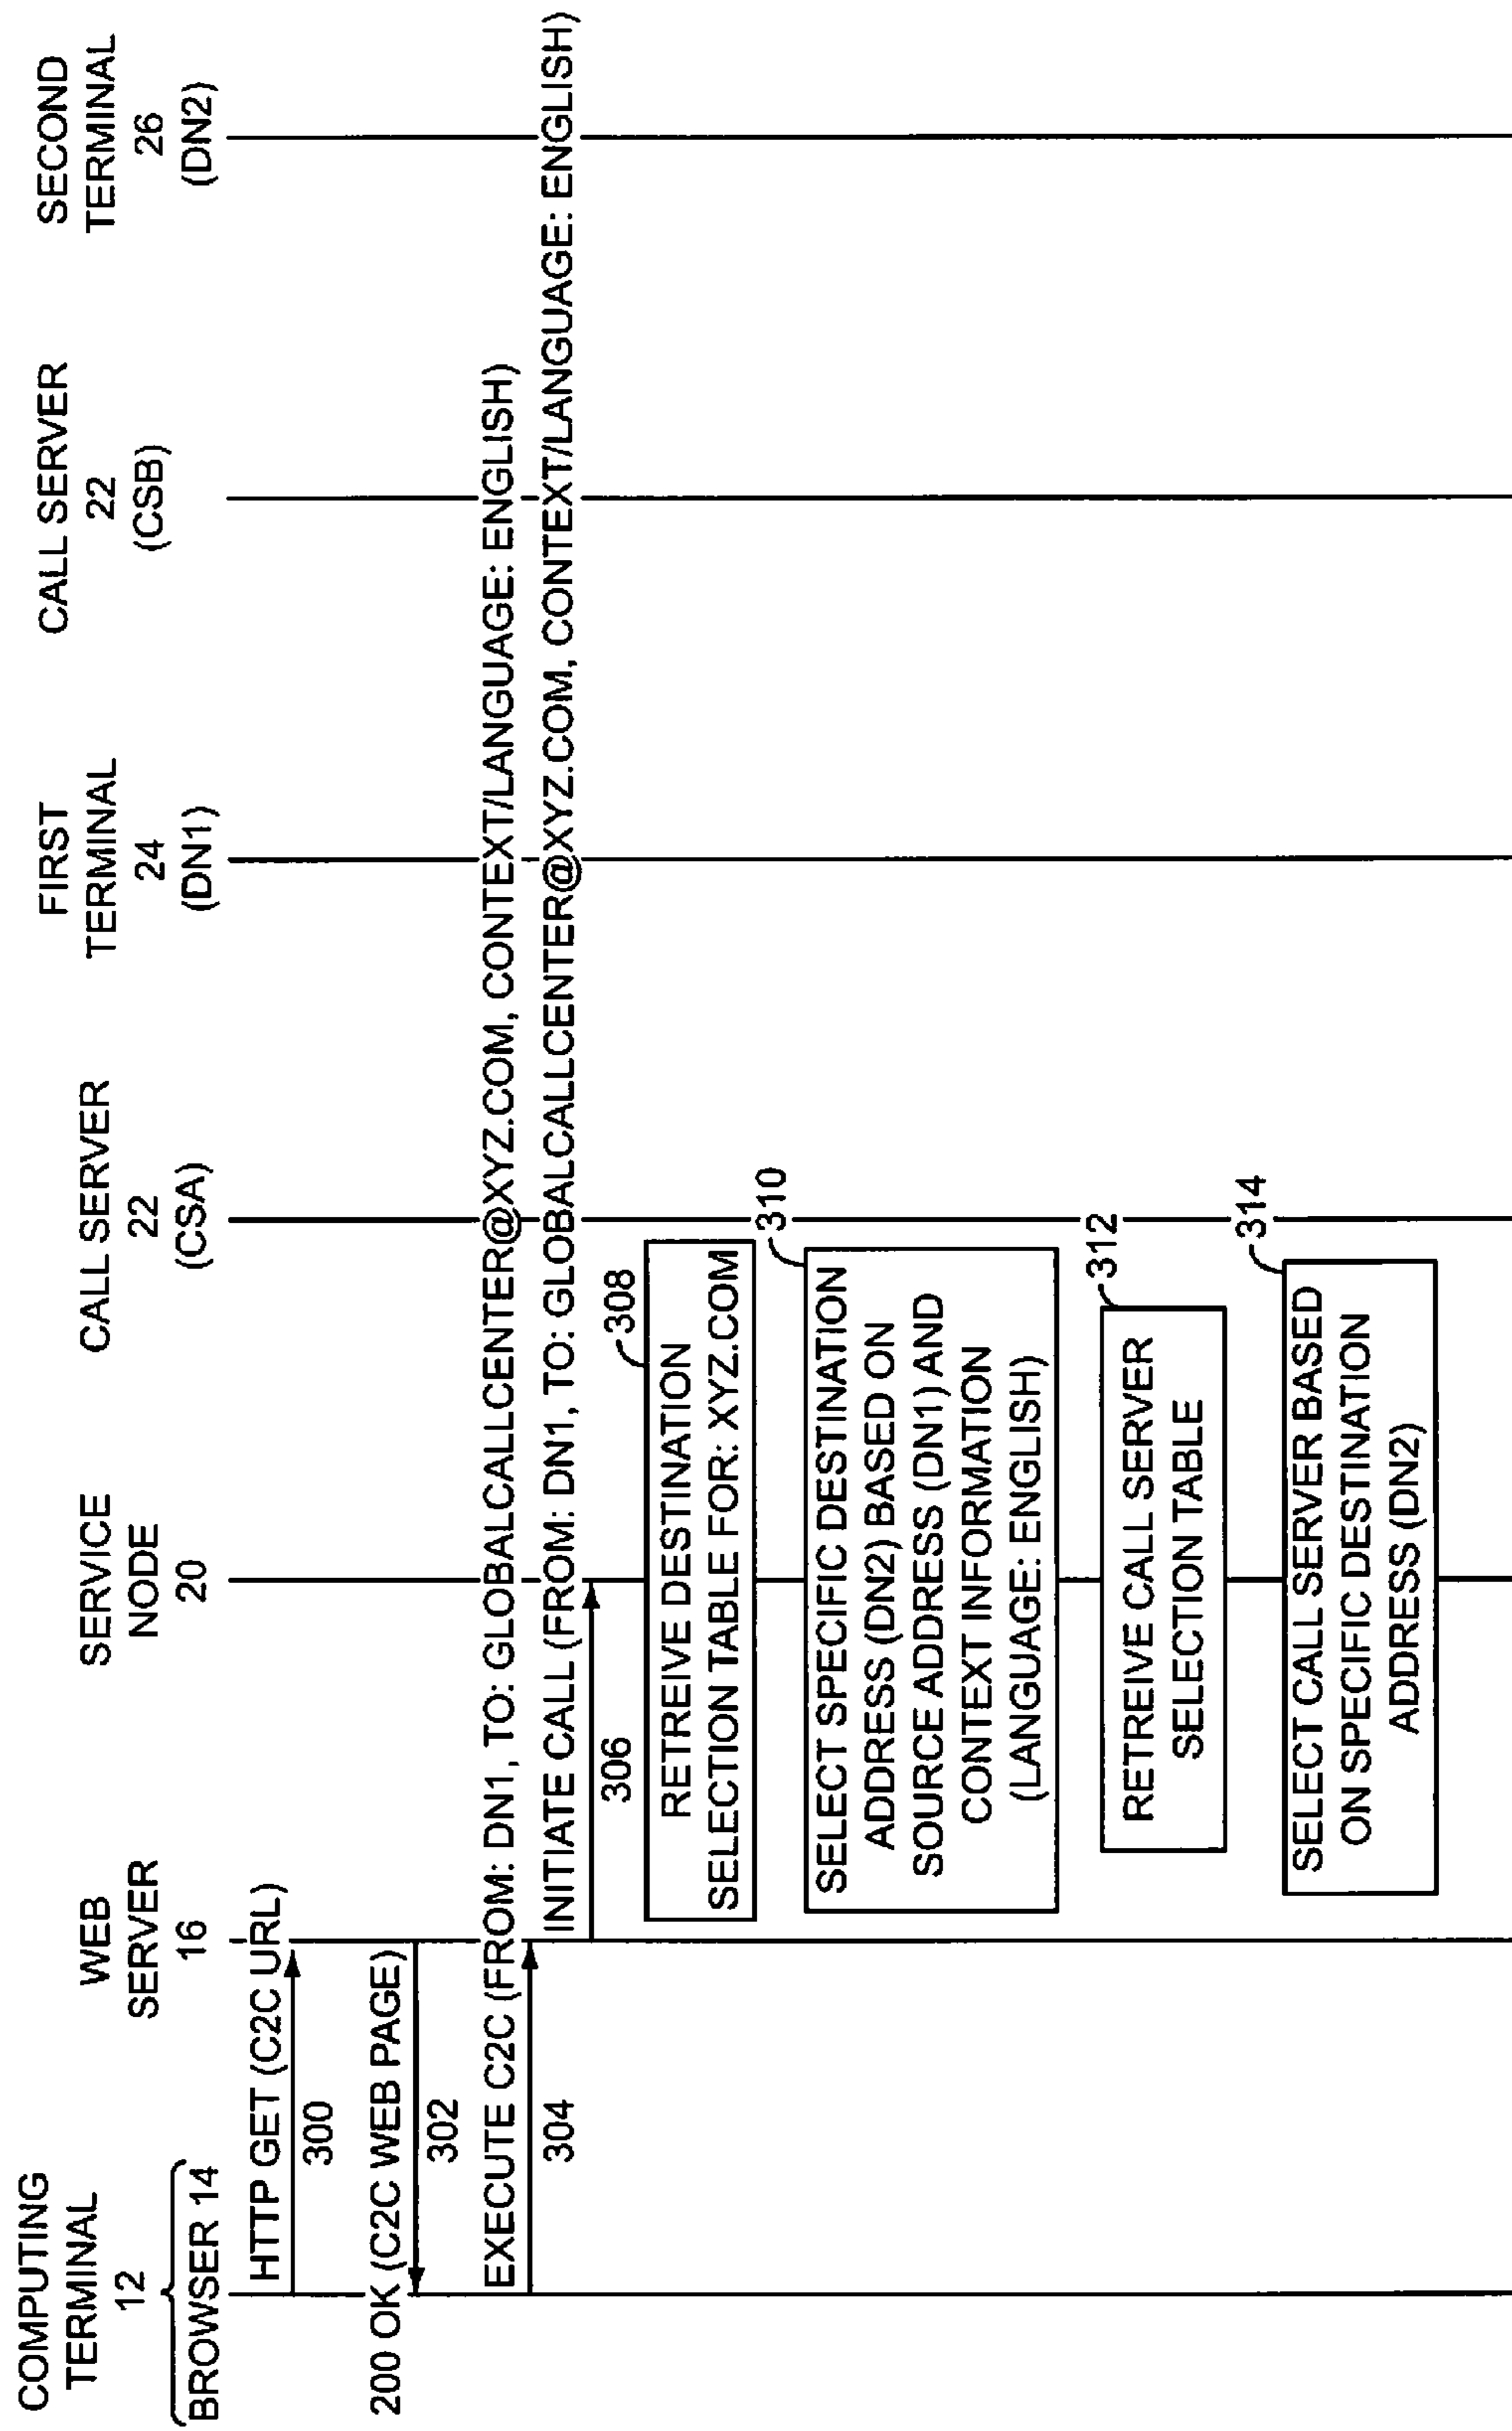 COMPUTING
TERMINAL
12
BROWSER 14
WEB
SERVER
16
SERVICE
NODE
20
CALL SERVER
22
(CSA)
FIRST
TERMINAL
24
(DN1)
CALL SERVER
22
(CSB)
SECOND
TERMINAL
26
(DN2)
HTTP GET (C2C URL)
300
200 OK (C2C WEB PAGE)
302
EXECUTE C2C (FROM: DN1, TO: GLOBALCALLCENTER@XYZ.COM, CONTEXT/LANGUAGE: ENGLISH)
304
INITIATE CALL (FROM: DN1, TO: GLOBALCALLCENTER@XYZ.COM, CONTEXT/LANGUAGE: ENGLISH)
306
308
RETREIVE DESTINATION
SELECTION TABLE FOR: XYZ.COM
310
SELECT SPECIFIC DESTINATION
ADDRESS (DN2) BASED ON
SOURCE ADDRESS (DN1) AND
CONTEXT INFORMATION
(LANGUAGE: ENGLISH)
312
RETREIVE CALL SERVER
SELECTION TABLE
314
SELECT CALL SERVER BASED
ON SPECIFIC DESTINATION
ADDRESS (DN2)